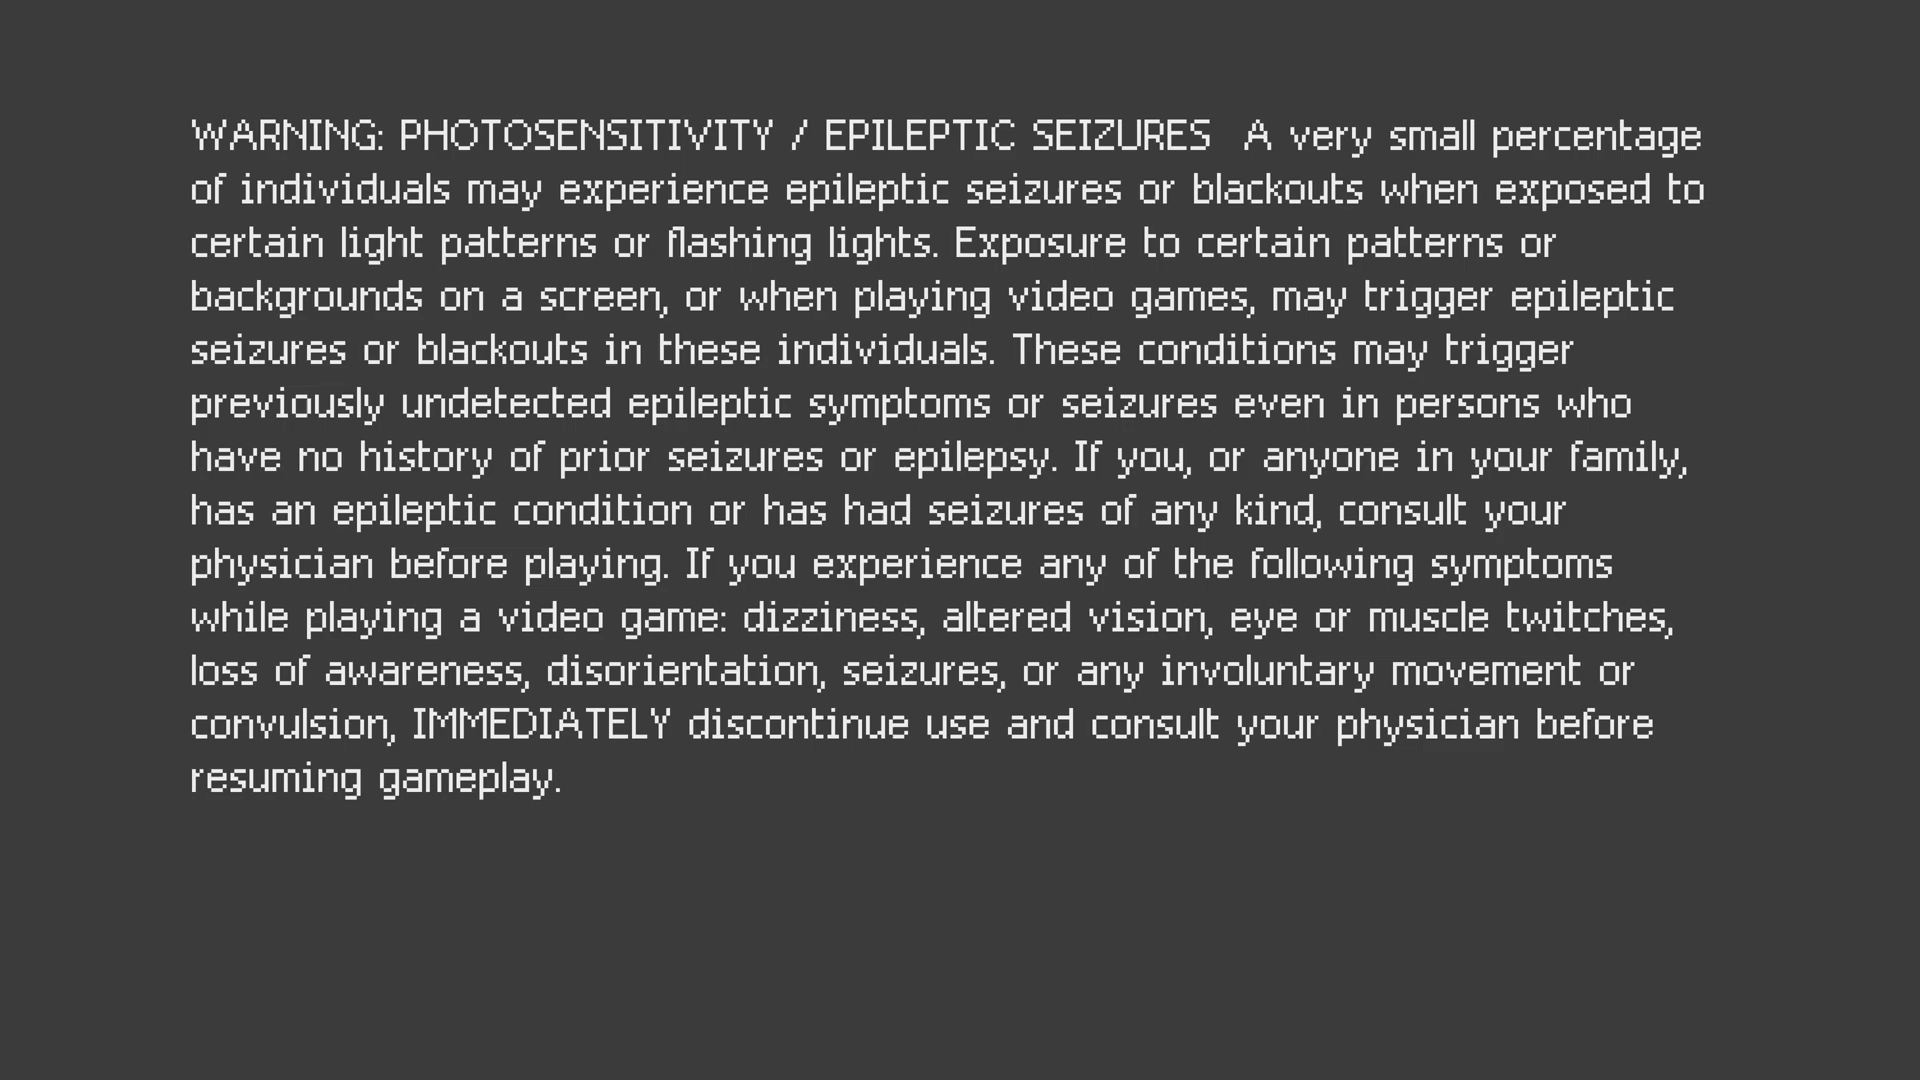 WARNING: PHOTOSENSITIVITY / EPILEPTIC SEIZURES  A very small percentage
of individuals may experience epileptic seizures or blackouts when exposed to
certain light patterns or flashing lights. Exposure to certain patterns or
backgrounds on a screen, or when playing video games, may trigger epileptic
seizures or blackouts in these individuals. These conditions may trigger
previously undetected epileptic symptoms or seizures even in persons who
have no history of prior seizures or epilepsy. If you, or anyone in your family,
has an epileptic condition or has had seizures of any kind, consult your
physician before playing. If you experience any of the following symptoms
while playing a video game: dizziness, altered vision, eye or muscle twitches,
loss of awareness, disorientation, seizures, or any involuntary movement or
convulsion, IMMEDIATELY discontinue use and consult your physician before
resuming gameplay.